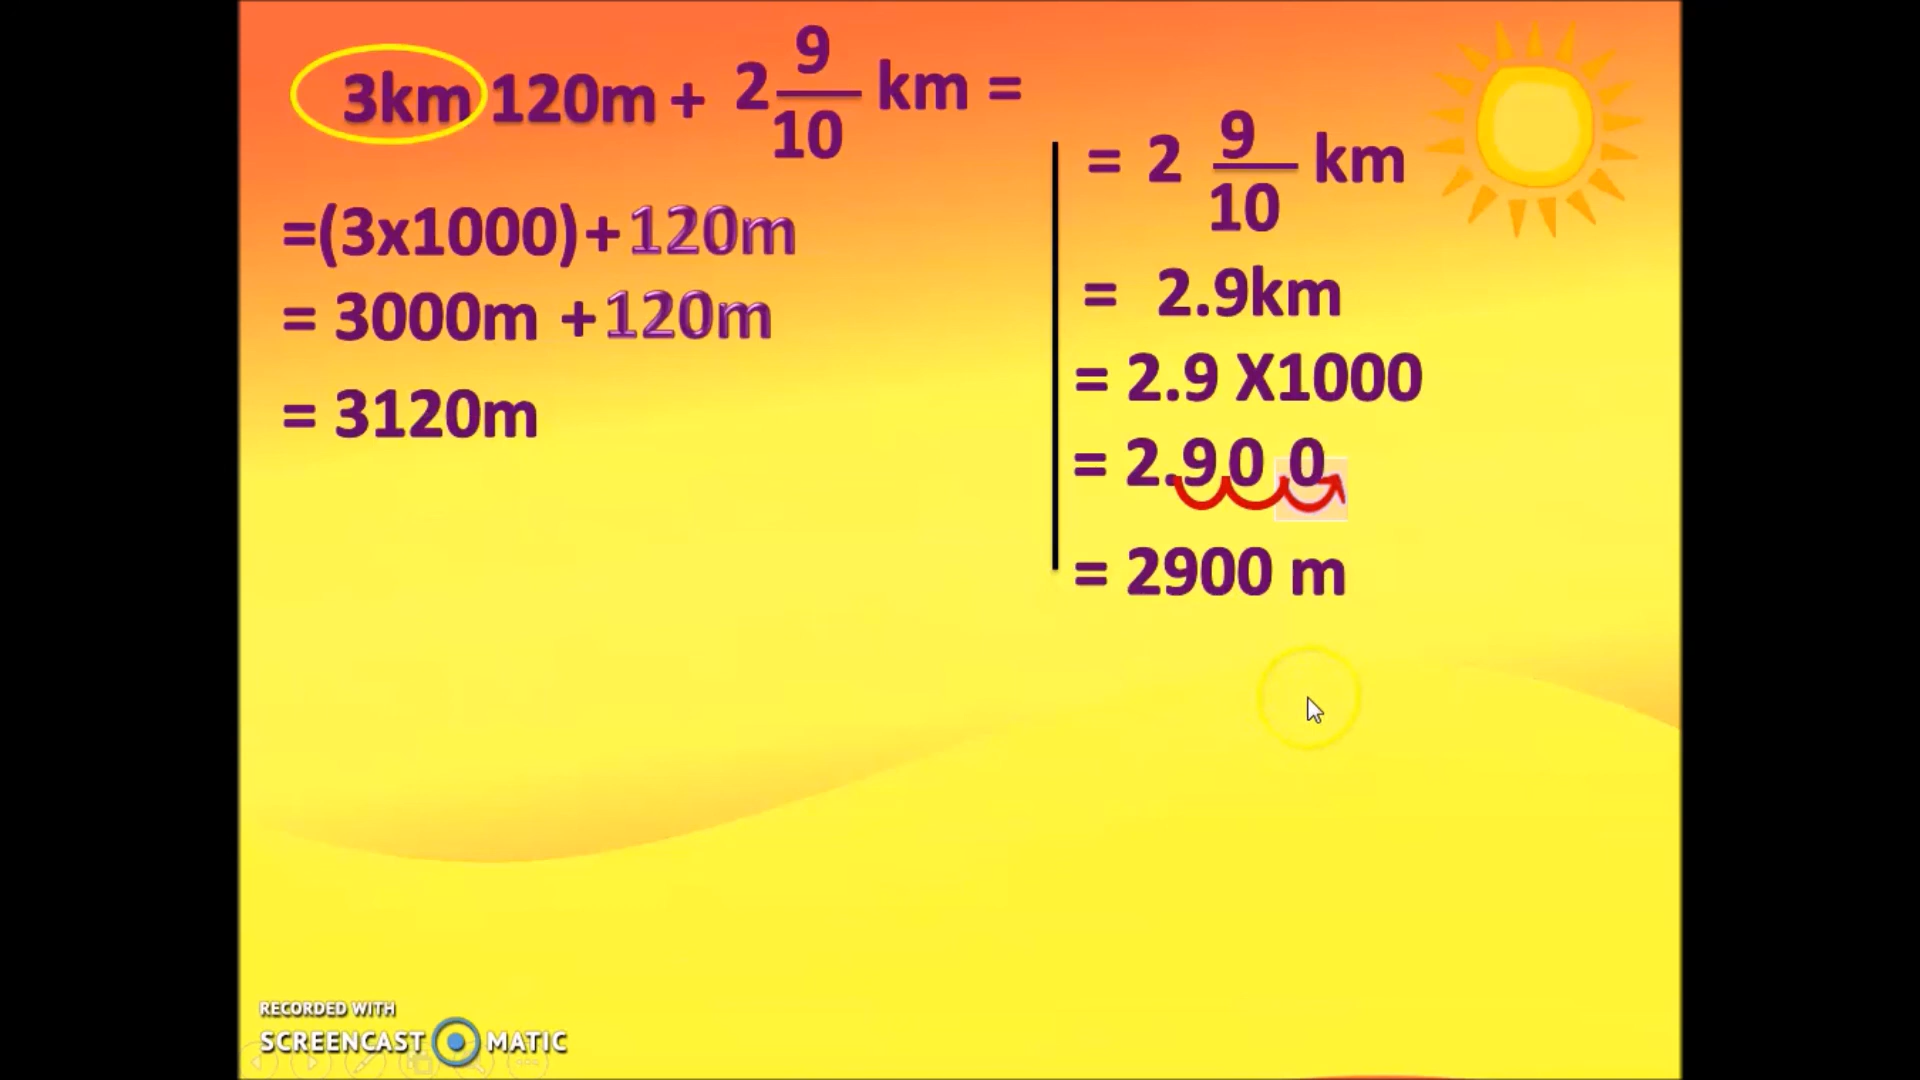 3km 120m + 2 9/10 km =
=(3x1000)+120m
= 3000m +120m
= 3120m
= 2 9/10 km
= 2.9km
= 2.9 X1000
= 2.90 0
= 2900 m
RECORDED WITH
SCREENCAST MATIC